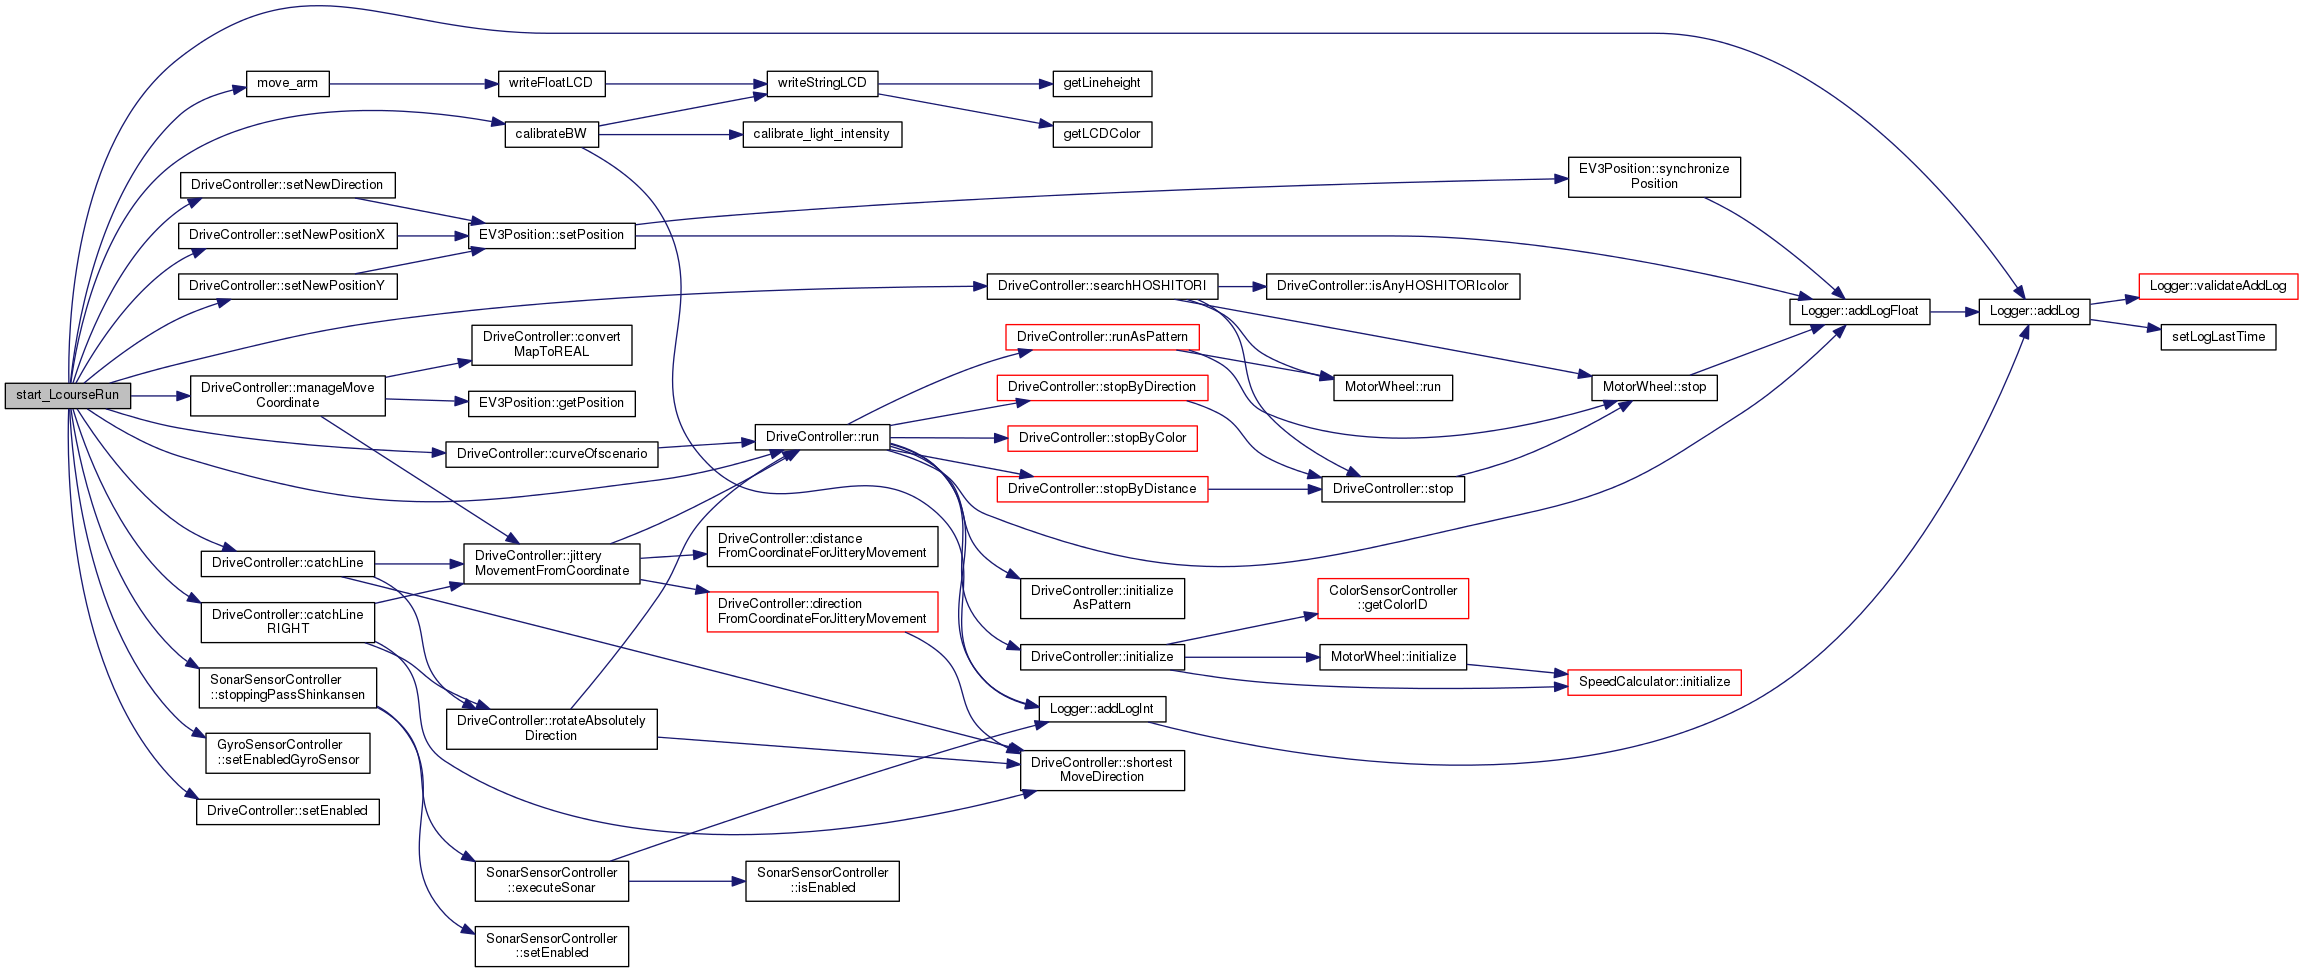 move_arm
writeFloatLCD
writeStringLCD
getLineheight
calibrateBW
calibrate_light_intensity
getLCDColor
EV3Position::synchronize
Position
DriveController::setNewDirection
DriveController::setNewPositionX
EV3Position::setPosition
DriveController::setNewPositionY
DriveController::searchHOSHITORI
DriveController::isAnyHOSHITORIcolor
Logger::validateAddLog
Logger::addLogFloat
Logger::addLog
setLogLastTime
DriveController::convert
MapToREAL
DriveController::runAsPattern
start_LcourseRun
DriveController::manageMove
Coordinate
EV3Position::getPosition
DriveController::stopByDirection
MotorWheel::run
MotorWheel::stop
DriveController::curveOfscenario
DriveController::run
DriveController::stopByColor
DriveController::stopByDistance
DriveController::stop
DriveController::catchLine
DriveController::jittery
MovementFromCoordinate
DriveController::distance
FromCoordinateForJitteryMovement
DriveController::catchLine
RIGHT
DriveController::direction
FromCoordinateForJitteryMovement
DriveController::initialize
AsPattern
ColorSensorController
::getColorID
SonarSensorController
::stoppingPassShinkansen
DriveController::initialize
MotorWheel::initialize
SpeedCalculator::initialize
DriveController::rotateAbsolutely
Direction
Logger::addLogInt
GyroSensorController
::setEnabledGyroSensor
DriveController::shortest
MoveDirection
DriveController::setEnabled
SonarSensorController
::executeSonar
SonarSensorController
::isEnabled
SonarSensorController
::setEnabled